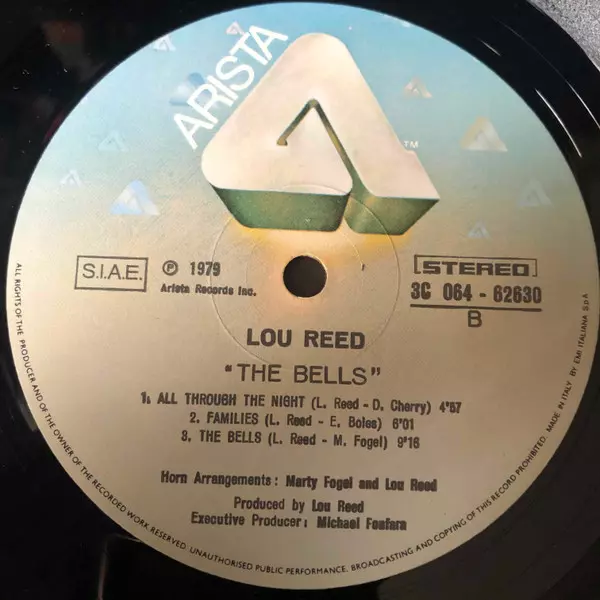 ARISTA
TM
S.I.A.E.
℗ 1979
Arista Records Inc.
STEREO
3C 064 - 62630
B
LOU REED
"THE BELLS"
1. ALL THROUGH THE NIGHT (L. Reed - D. Cherry) 4'57
2. FAMILIES (L. Reed - E. Boles) 6'01
3. THE BELLS (L. Reed - M. Fogel) 9'16
Horn Arrangements: Marty Fogel and Lou Reed
Produced by Lou Reed
Executive Producer: Michael Fonfara
ALL RIGHTS OF THE PRODUCER AND OF THE OWNER OF THE RECORDED WORK RESERVED. UNAUTHORISED PUBLIC PERFORMANCE, BROADCASTING AND COPYING OF THIS RECORD PROHIBITED. MADE IN ITALY BY EMI ITALIANA S.p.A